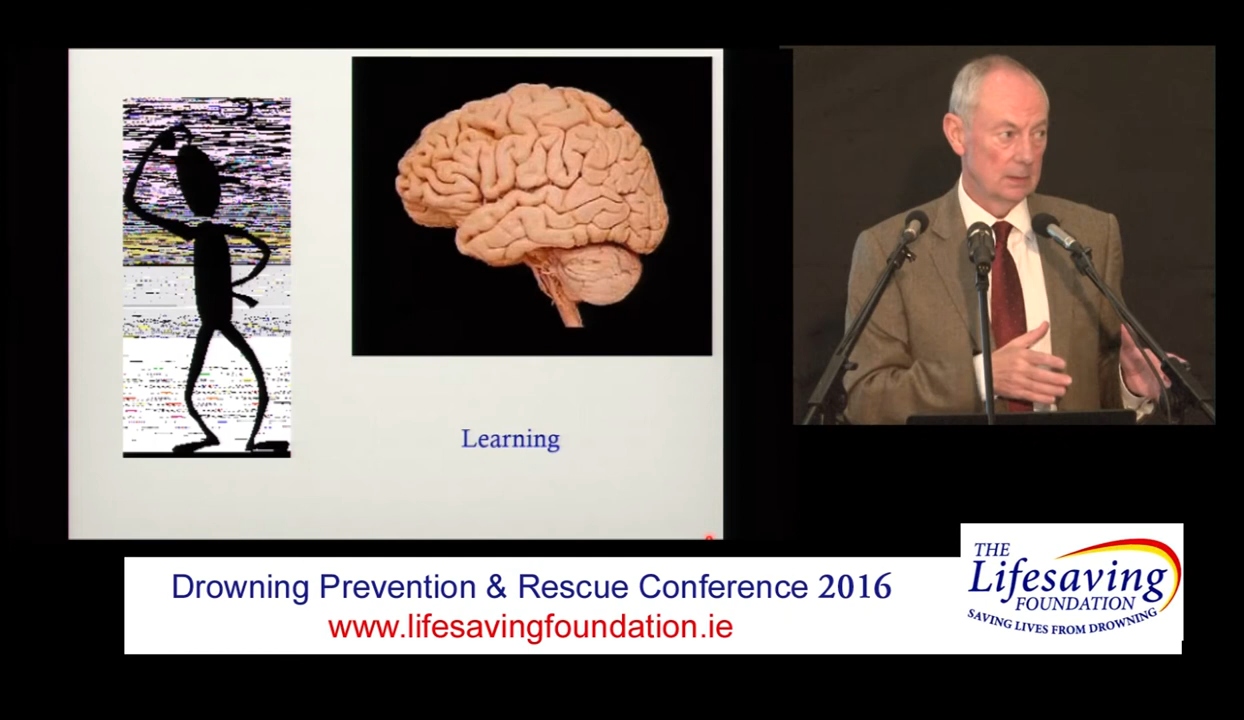 Learning
Drowning Prevention & Rescue Conference 2016
www.lifesavingfoundation.ie
THE
Lifesaving
FOUNDATION
SAVING LIVES FROM DROWNING